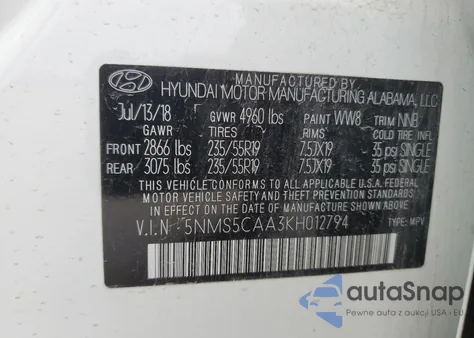 MANUFACTURED BY
HYUNDAI MOTOR MANUFACTURING ALABAMA, LLC
Jul/13/18 GVWR 4960 lbs PAINT WW8 TRIM NNB
GAWR TIRES RIMS COLD TIRE INFL
FRONT 2866 lbs 235/55R19 7.5JX19 35 psi SINGLE
REAR 3075 lbs 235/55R19 7.5JX19 35 psi SINGLE
THIS VEHICLE CONFORMS TO ALL APPLICABLE U.S.A. FEDERAL
MOTOR VEHICLE SAFETY, BUMPER AND THEFT PREVENTION
STANDARDS IN EFFECT ON THE DATE OF MANUFACTURE SHOWN ABOVE.
V.I.N 5NMS5CAA3KH012794 TYPE: MPV
autoSnap
Pewne auta z aukcji USA - EU